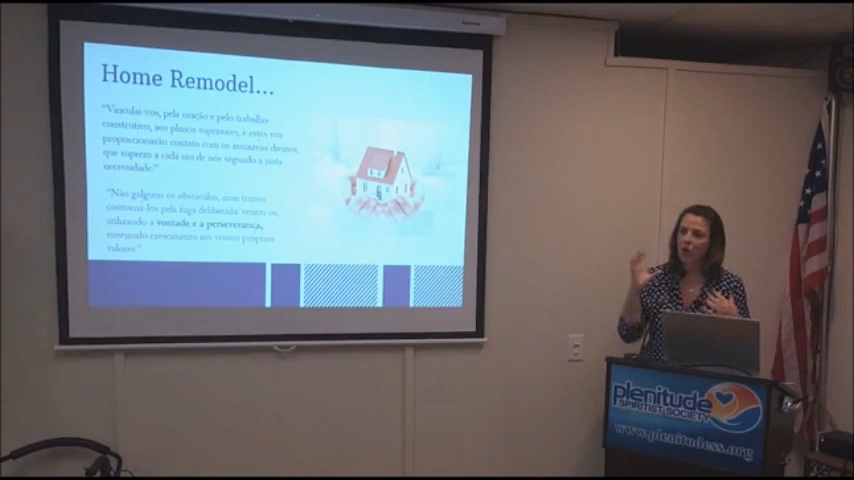 Home Remodel...
"Vinculai-vos, pela oração e pelo trabalho
construtivo, aos planos superiores, e estes vos
proporcionarão contato com os armazéns divinos,
que suprem a cada um de nós segundo a justa
necessidade."
"Não galgueis os obstáculos, nem tenteis
contorná-los pela fuga deliberada: vencei-os,
utilizando a vontade e a perseverança,
ensejando crescimento aos vossos próprios
valores."
plenitude
SPIRITIST SOCIETY
www.plenitudess.org